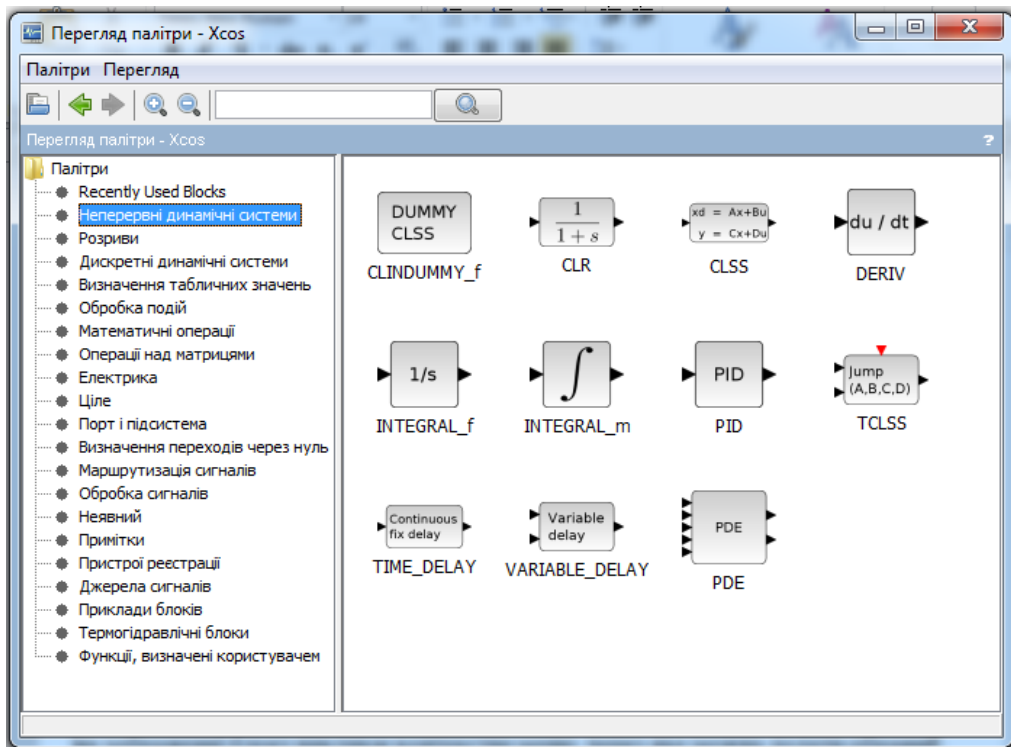 Перегляд палітри - Xcos
Палітри Перегляд
Перегляд палітри - Xcos ?
Палітри
Recently Used Blocks
Неперервні динамічні системи
Розриви
Дискретні динамічні системи
Визначення табличних значень
Обробка подій
Математичні операції
Операції над матрицями
Електрика
Ціле
Порт і підсистема
Визначення переходів через нуль
Маршрутизація сигналів
Обробка сигналів
Неявний
Примітки
Пристрої реєстрації
Джерела сигналів
Приклади блоків
Термогідравлічні блоки
Функції, визначені користувачем
DUMMY
CLSS
CLINDUMMY_f
1
1 + s
CLR
xd = Ax+Bu
y = Cx+Du
CLSS
du / dt
DERIV
1/s
INTEGRAL_f
∫
INTEGRAL_m
PID
PID
Jump
(A,B,C,D)
TCLSS
Continuous
fix delay
TIME_DELAY
Variable
delay
VARIABLE_DELAY
PDE
PDE